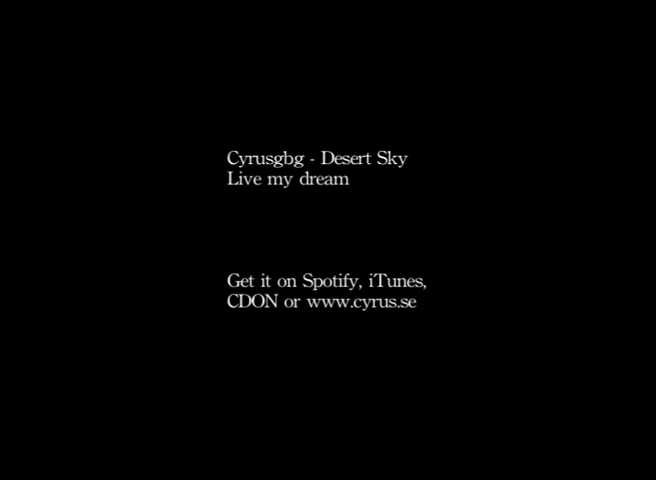 Cyrusgbg - Desert Sky
Live my dream
Get it on Spotify, iTunes,
CDON or www.cyrus.se